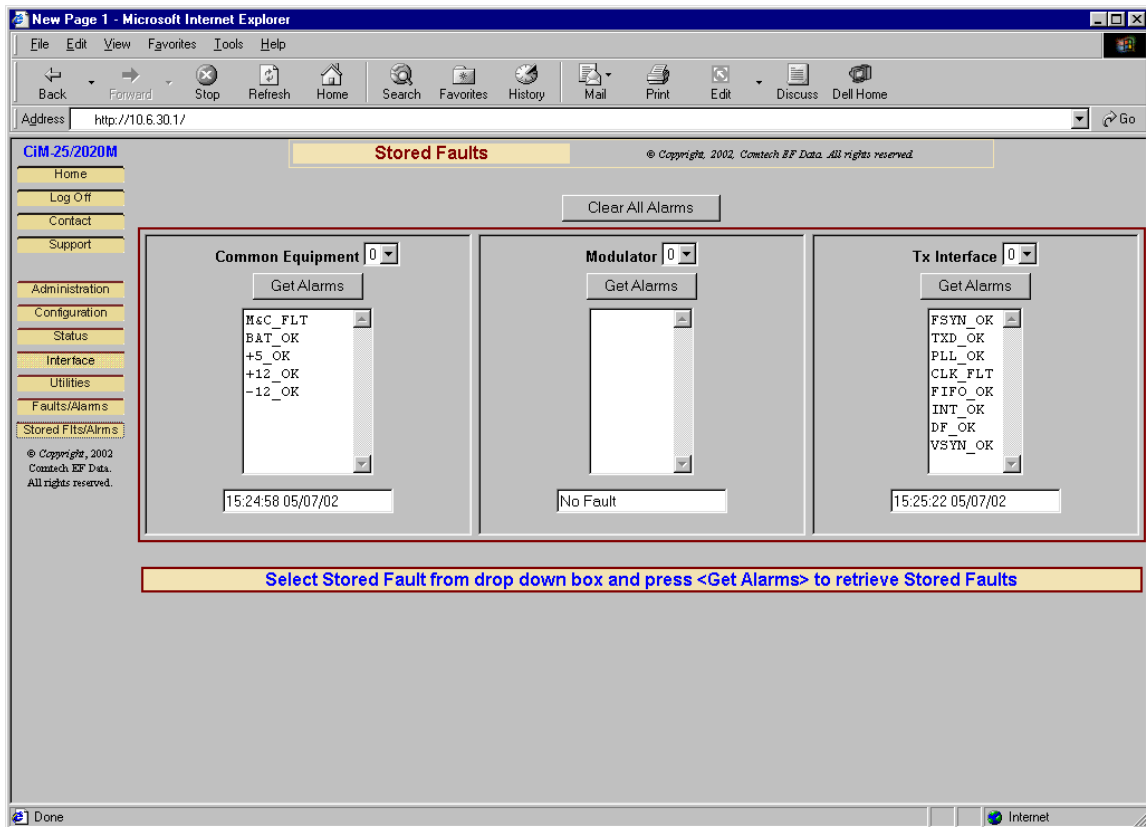 New Page 1 - Microsoft Internet Explorer
File Edit View Favorites Tools Help
Back Forward Stop Refresh Home Search Favorites History Mail Print Edit Discuss Dell Home
Address http://10.6.30.1/ Go
CiM-25/2020M
Home
Log Off
Contact
Support
Administration
Configuration
Status
Interface
Utilities
Faults/Alarms
Stored Flts/Alrms
© Copyright, 2002
Comtech EF Data.
All rights reserved.
Stored Faults
© Copyright, 2002, Comtech EF Data. All rights reserved.
Clear All Alarms
Common Equipment 0
Get Alarms
M&C_FLT
BAT_OK
+5_OK
+12_OK
-12_OK
15:24:58 05/07/02
Modulator 0
Get Alarms
No Fault
Tx Interface 0
Get Alarms
FSYN_OK
TXD_OK
PLL_OK
CLK_FLT
FIFO_OK
INT_OK
DF_OK
VSYN_OK
15:25:22 05/07/02
Select Stored Fault from drop down box and press <Get Alarms> to retrieve Stored Faults
Done
Internet